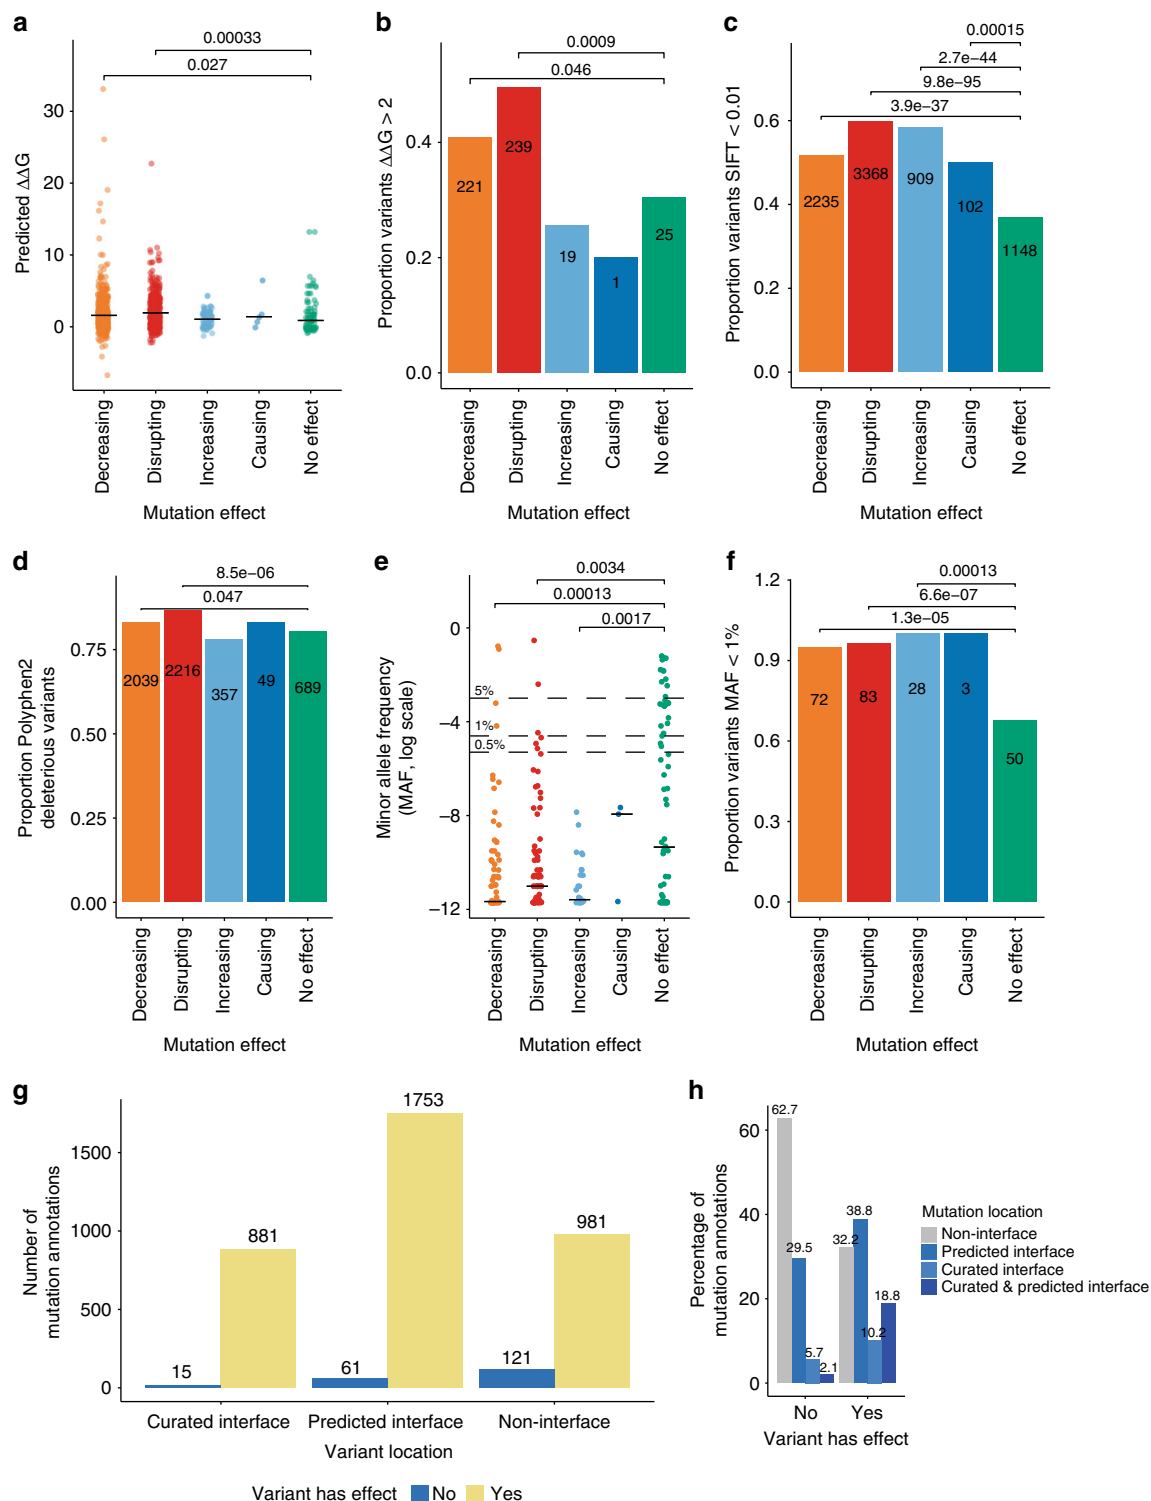 a
0.00033
0.027
30
20
10
0
Predicted ΔΔG
Decreasing
Disrupting
Increasing
Causing
No effect
Mutation effect
b
0.0009
0.046
0.4
0.2
0.0
Proportion variants ΔΔG > 2
221
239
19
1
25
Decreasing
Disrupting
Increasing
Causing
No effect
Mutation effect
c
0.00015
2.7e−44
9.8e−95
3.9e−37
0.6
0.4
0.2
0.0
Proportion variants SIFT < 0.01
2235
3368
909
102
1148
Decreasing
Disrupting
Increasing
Causing
No effect
Mutation effect
d
8.5e−06
0.047
0.75
0.50
0.25
0.00
Proportion Polyphen2
deleterious variants
2039
2216
357
49
689
Decreasing
Disrupting
Increasing
Causing
No effect
Mutation effect
e
0.0034
0.00013
0.0017
0
−4
−8
−12
Minor allele frequency
(MAF, log scale)
5%
1%
0.5%
Decreasing
Disrupting
Increasing
Causing
No effect
Mutation effect
f
0.00013
6.6e−07
1.3e−05
1.2
0.9
0.6
0.3
0.0
Proportion variants MAF < 1%
72
83
28
3
50
Decreasing
Disrupting
Increasing
Causing
No effect
Mutation effect
g
1500
1000
500
0
Number of
mutation annotations
15
881
61
1753
121
981
Curated interface
Predicted interface
Non-interface
Variant location
Variant has effect
No
Yes
h
60
40
20
0
Percentage of
mutation annotations
62.7
29.5
5.7
2.1
32.2
38.8
10.2
18.8
No
Yes
Variant has effect
Mutation location
Non-interface
Predicted interface
Curated interface
Curated & predicted interface